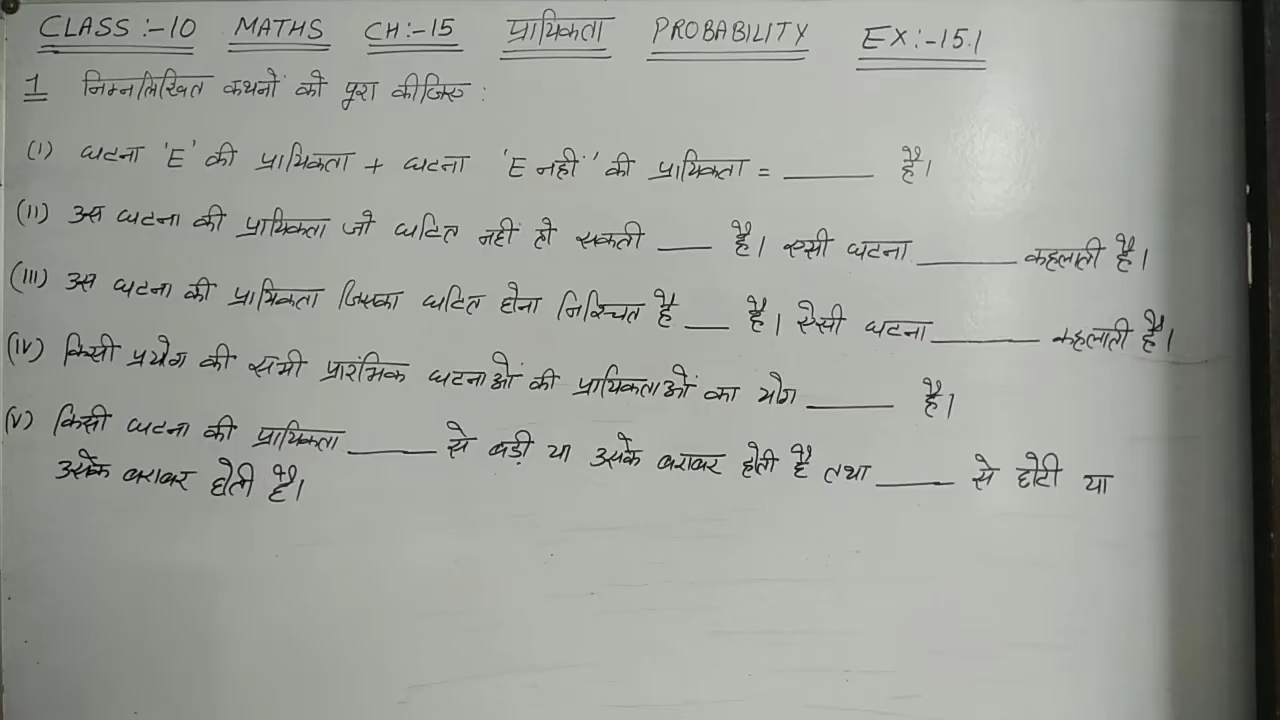 CLASS :-10 MATHS CH:-15 प्रायिकता PROBABILITY EX:-15.1
1 निम्नलिखित कथनों को पूरा कीजिए :
(I) घटना 'E' की प्रायिकता + घटना 'E नहीं' की प्रायिकता = ______ है।
(II) उस घटना की प्रायिकता जो घटित नहीं हो सकती ____ है। एसी घटना ______ कहलाती है।
(III) उस घटना की प्रायिकता जिसका घटित होना निश्चित है ___ है। ऐसी घटना ______ कहलाती है।
(IV) किसी प्रयोग की सभी प्रारंभिक घटनाओं की प्रायिकताओं का योग ______ है।
(V) किसी घटना की प्रायिकता ______ से बड़ी या उसके बराबर होती है तथा _____ से छोटी या
उसके बराबर होती है।